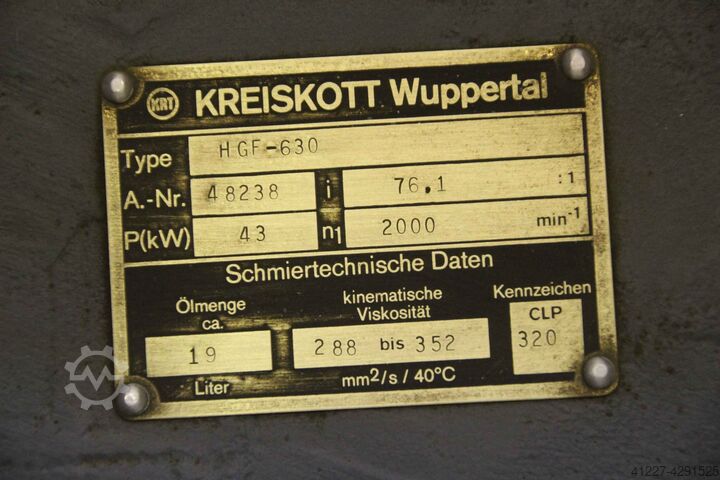 KRT KREISKOTT Wuppertal
Type HGF-630
A.-Nr. 48238 i 76,1 :1
P(kW) 43 n1 2000 min-1
Schmiertechnische Daten
Ölmenge ca. kinematische Viskosität Kennzeichen
19 288 bis 352 CLP 320
Liter mm2/s / 40°C
41227-4291525